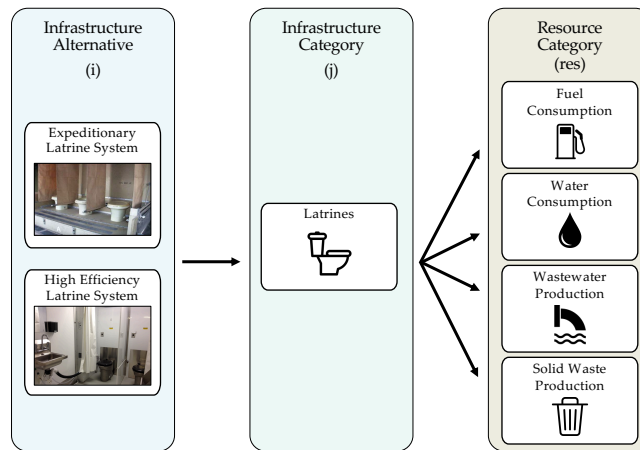 Infrastructure
Alternative
(i)
Expeditionary
Latrine System
High Efficiency
Latrine System
Infrastructure
Category
(j)
Latrines
Resource
Category
(res)
Fuel
Consumption
Water
Consumption
Wastewater
Production
Solid Waste
Production